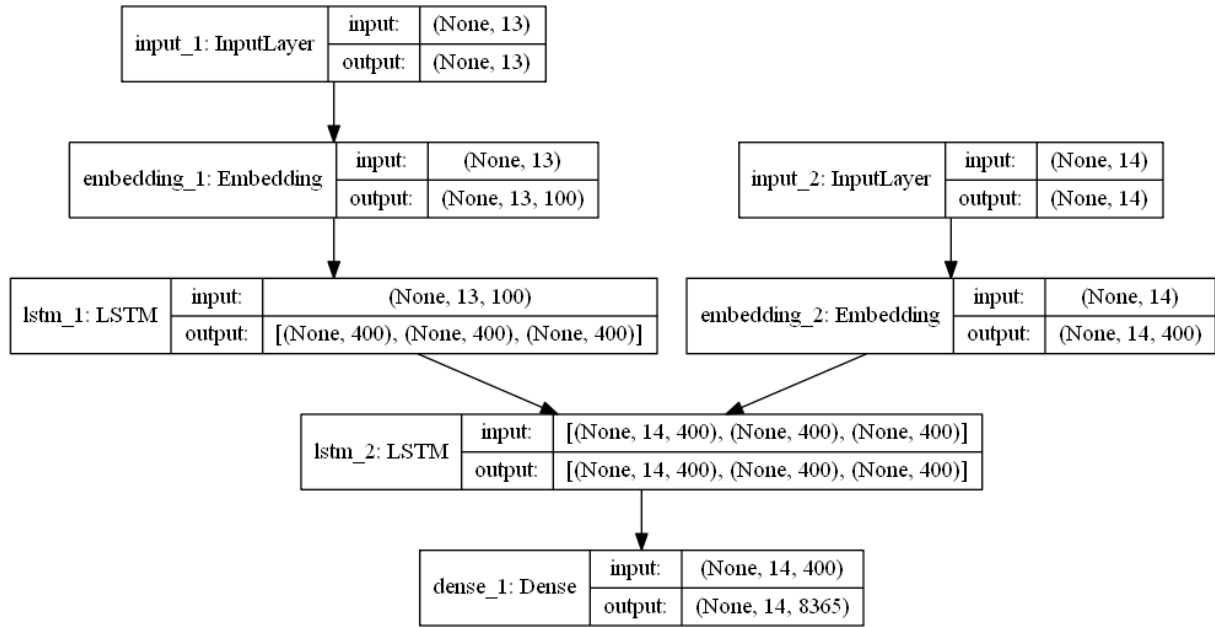 input_1: InputLayer
input: (None, 13)
output: (None, 13)
embedding_1: Embedding
input: (None, 13)
output: (None, 13, 100)
input_2: InputLayer
input: (None, 14)
output: (None, 14)
lstm_1: LSTM
input: (None, 13, 100)
output: [(None, 400), (None, 400), (None, 400)]
embedding_2: Embedding
input: (None, 14)
output: (None, 14, 400)
lstm_2: LSTM
input: [(None, 14, 400), (None, 400), (None, 400)]
output: [(None, 14, 400), (None, 400), (None, 400)]
dense_1: Dense
input: (None, 14, 400)
output: (None, 14, 8365)